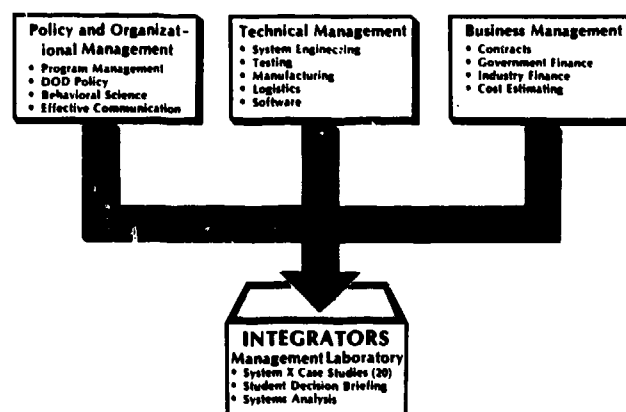 Policy and Organizat-
ional Management
• Program Management
• DOD Policy
• Behavioral Science
• Effective Communication
Technical Management
• System Engineering
• Testing
• Manufacturing
• Logistics
• Software
Business Management
• Contracts
• Government Finance
• Industry Finance
• Cost Estimating
INTEGRATORS
Management Laboratory
• System X Case Studies (20)
• Student Decision Briefing
• Systems Analysis